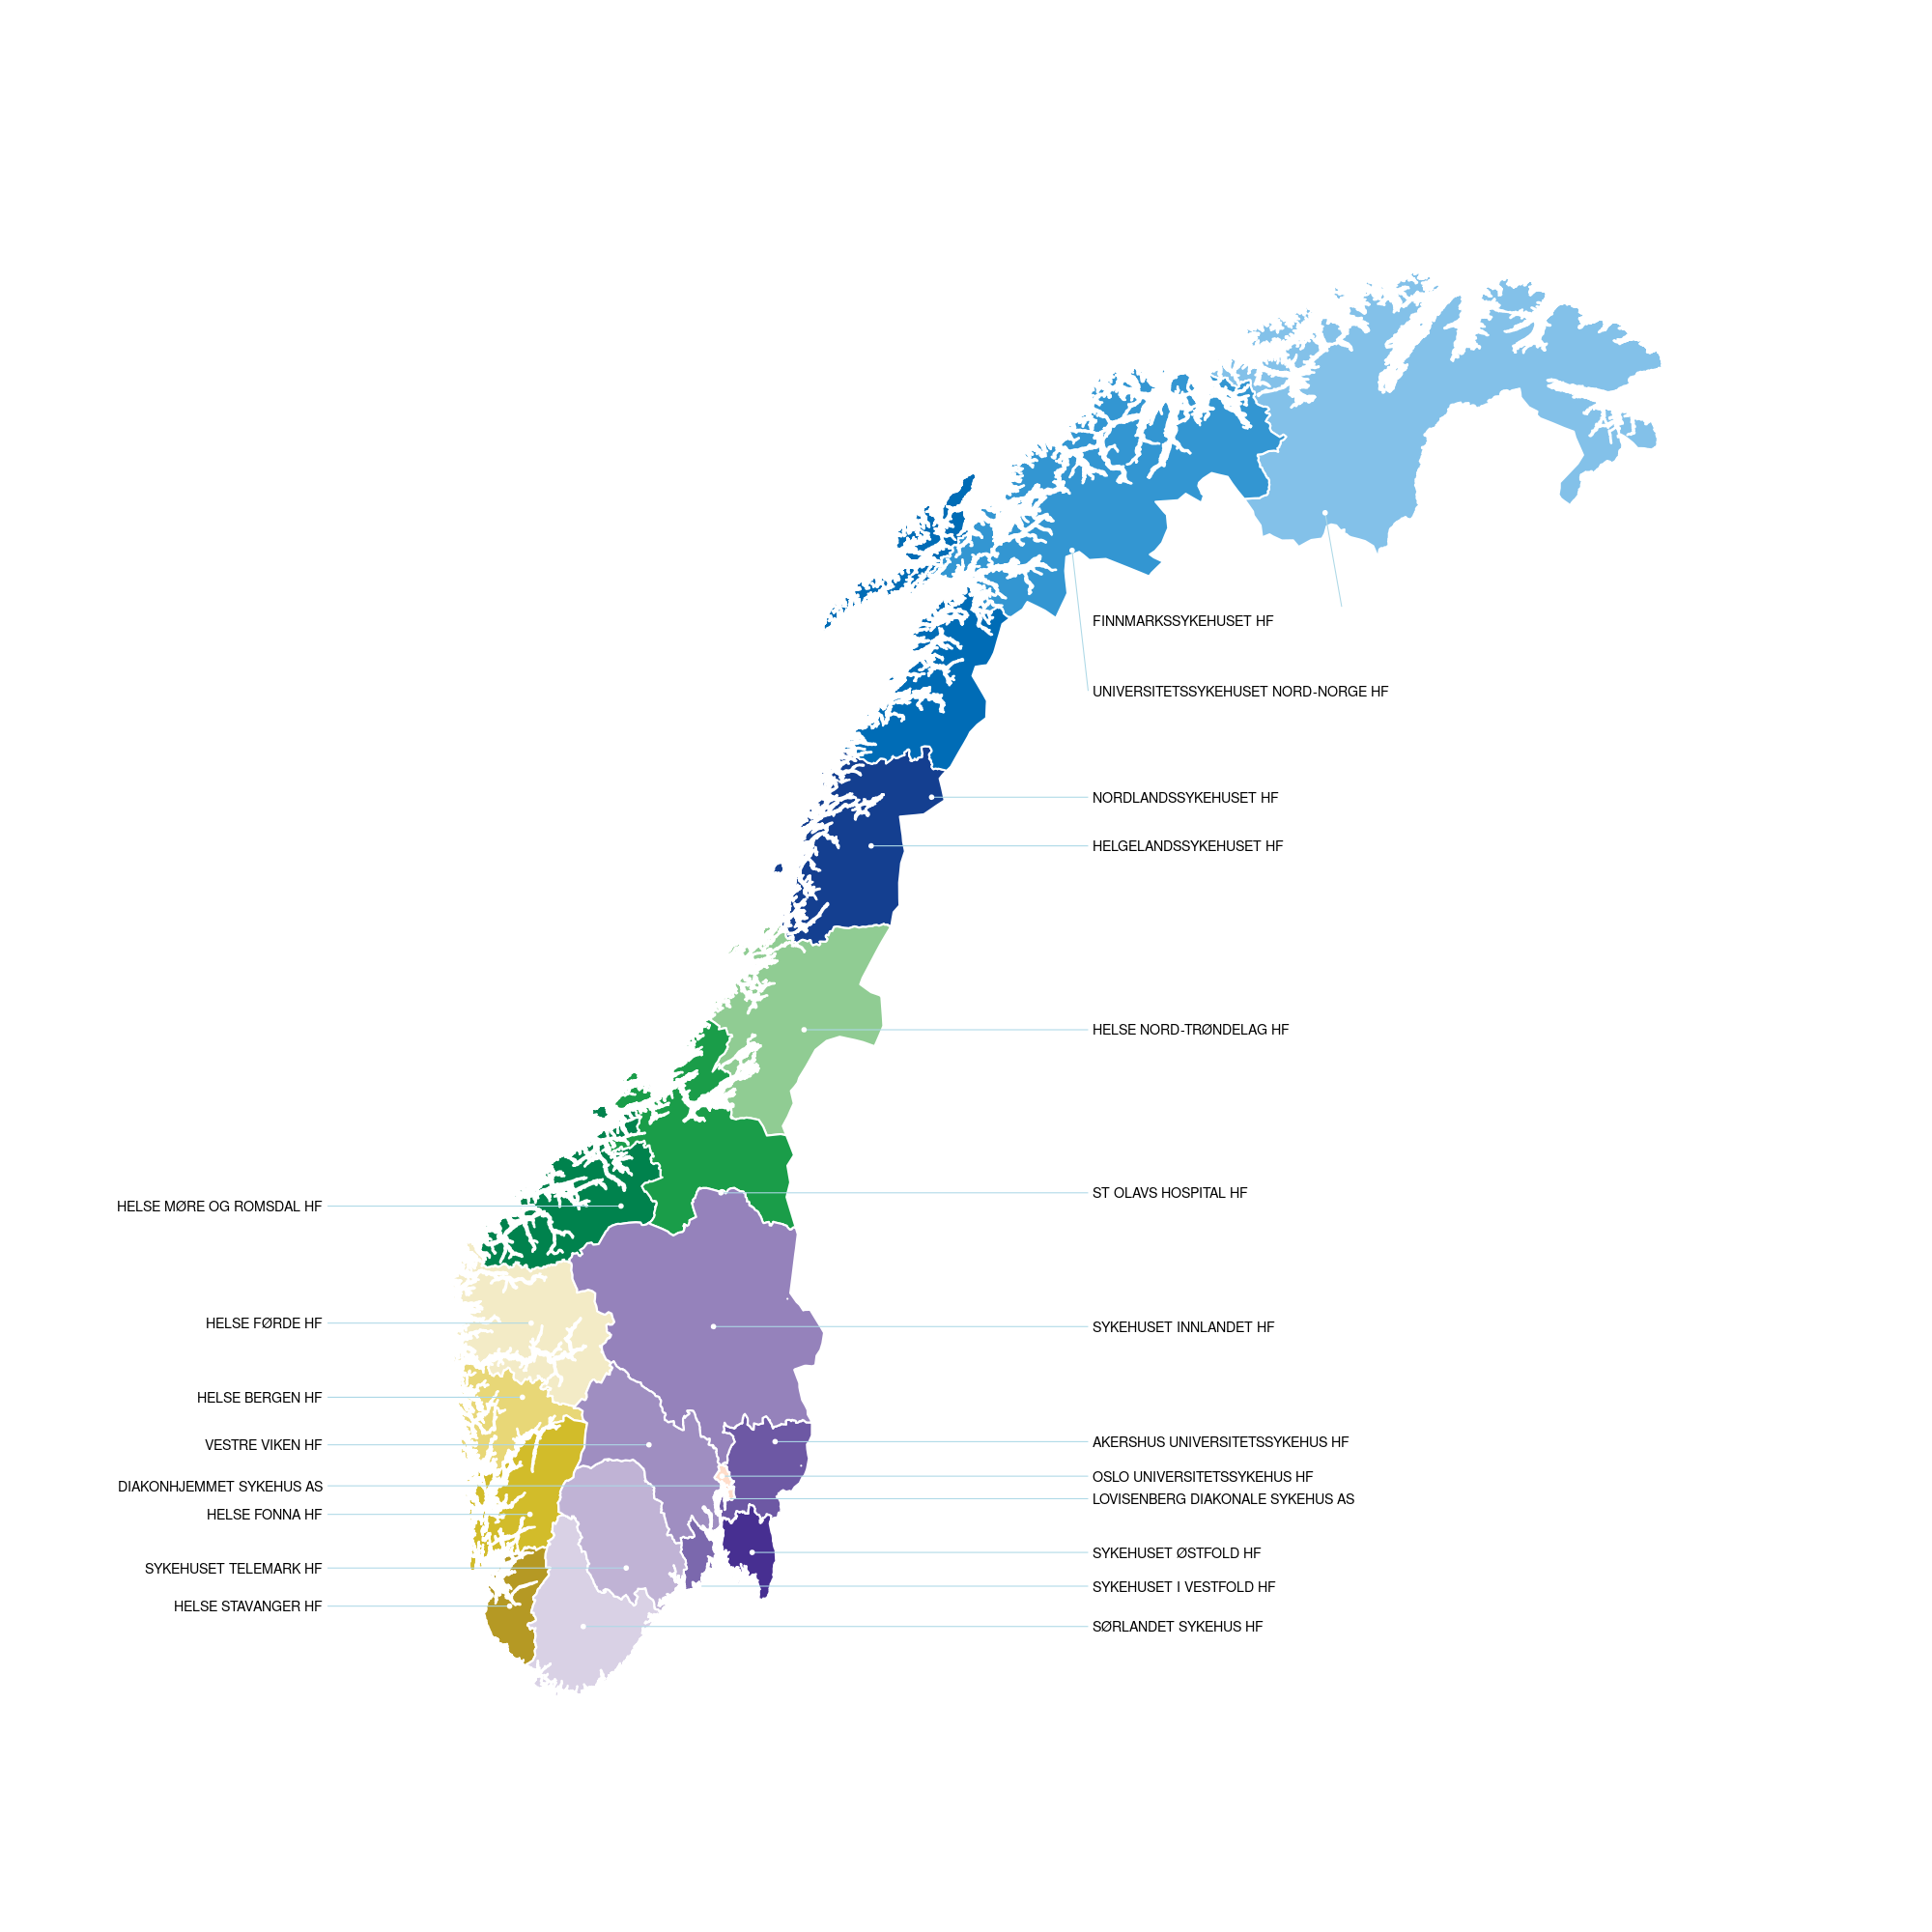 FINNMARKSSYKEHUSET HF
UNIVERSITETSSYKEHUSET NORD-NORGE HF
NORDLANDSSYKEHUSET HF
HELGELANDSSYKEHUSET HF
HELSE NORD-TRØNDELAG HF
ST OLAVS HOSPITAL HF
HELSE MØRE OG ROMSDAL HF
HELSE FØRDE HF
SYKEHUSET INNLANDET HF
HELSE BERGEN HF
VESTRE VIKEN HF
AKERSHUS UNIVERSITETSSYKEHUS HF
OSLO UNIVERSITETSSYKEHUS HF
DIAKONHJEMMET SYKEHUS AS
LOVISENBERG DIAKONALE SYKEHUS AS
HELSE FONNA HF
SYKEHUSET ØSTFOLD HF
SYKEHUSET TELEMARK HF
SYKEHUSET I VESTFOLD HF
HELSE STAVANGER HF
SØRLANDET SYKEHUS HF